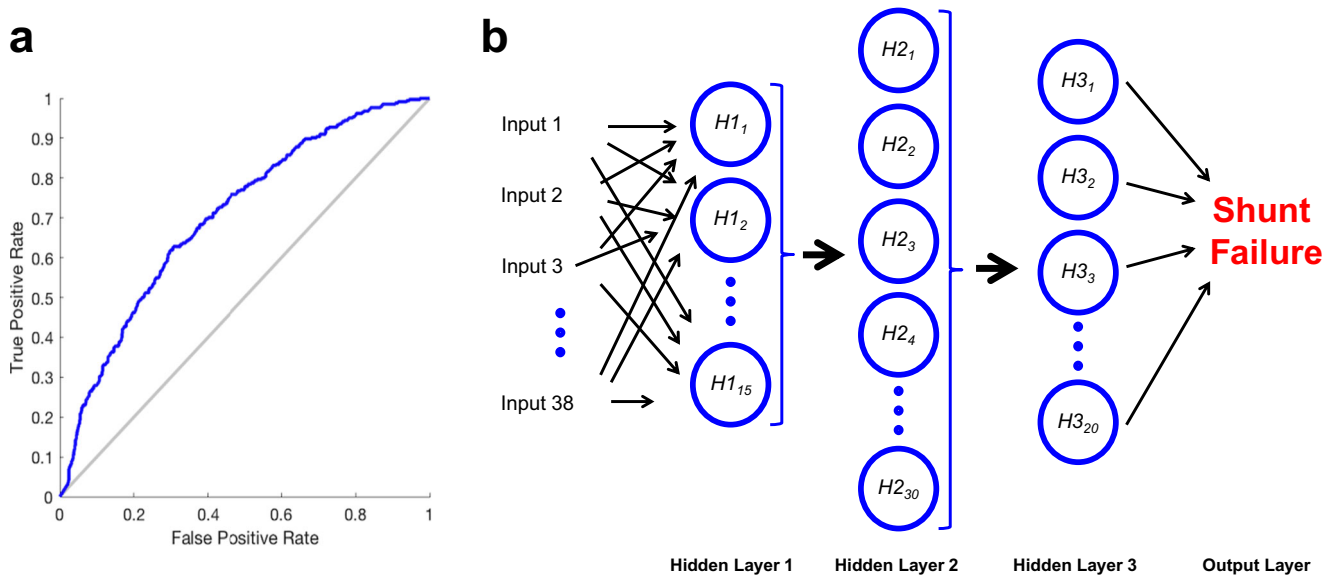 a
1
0.9
0.8
0.7
0.6
0.5
0.4
0.3
0.2
0.1
0
True Positive Rate
0 0.2 0.4 0.6 0.8 1
False Positive Rate
b
Input 1
Input 2
Input 3
Input 38
H1₁
H1₂
H1₁₅
Hidden Layer 1
H2₁
H2₂
H2₃
H2₄
H2₃₀
Hidden Layer 2
H3₁
H3₂
H3₃
H3₂₀
Hidden Layer 3
Shunt
Failure
Output Layer